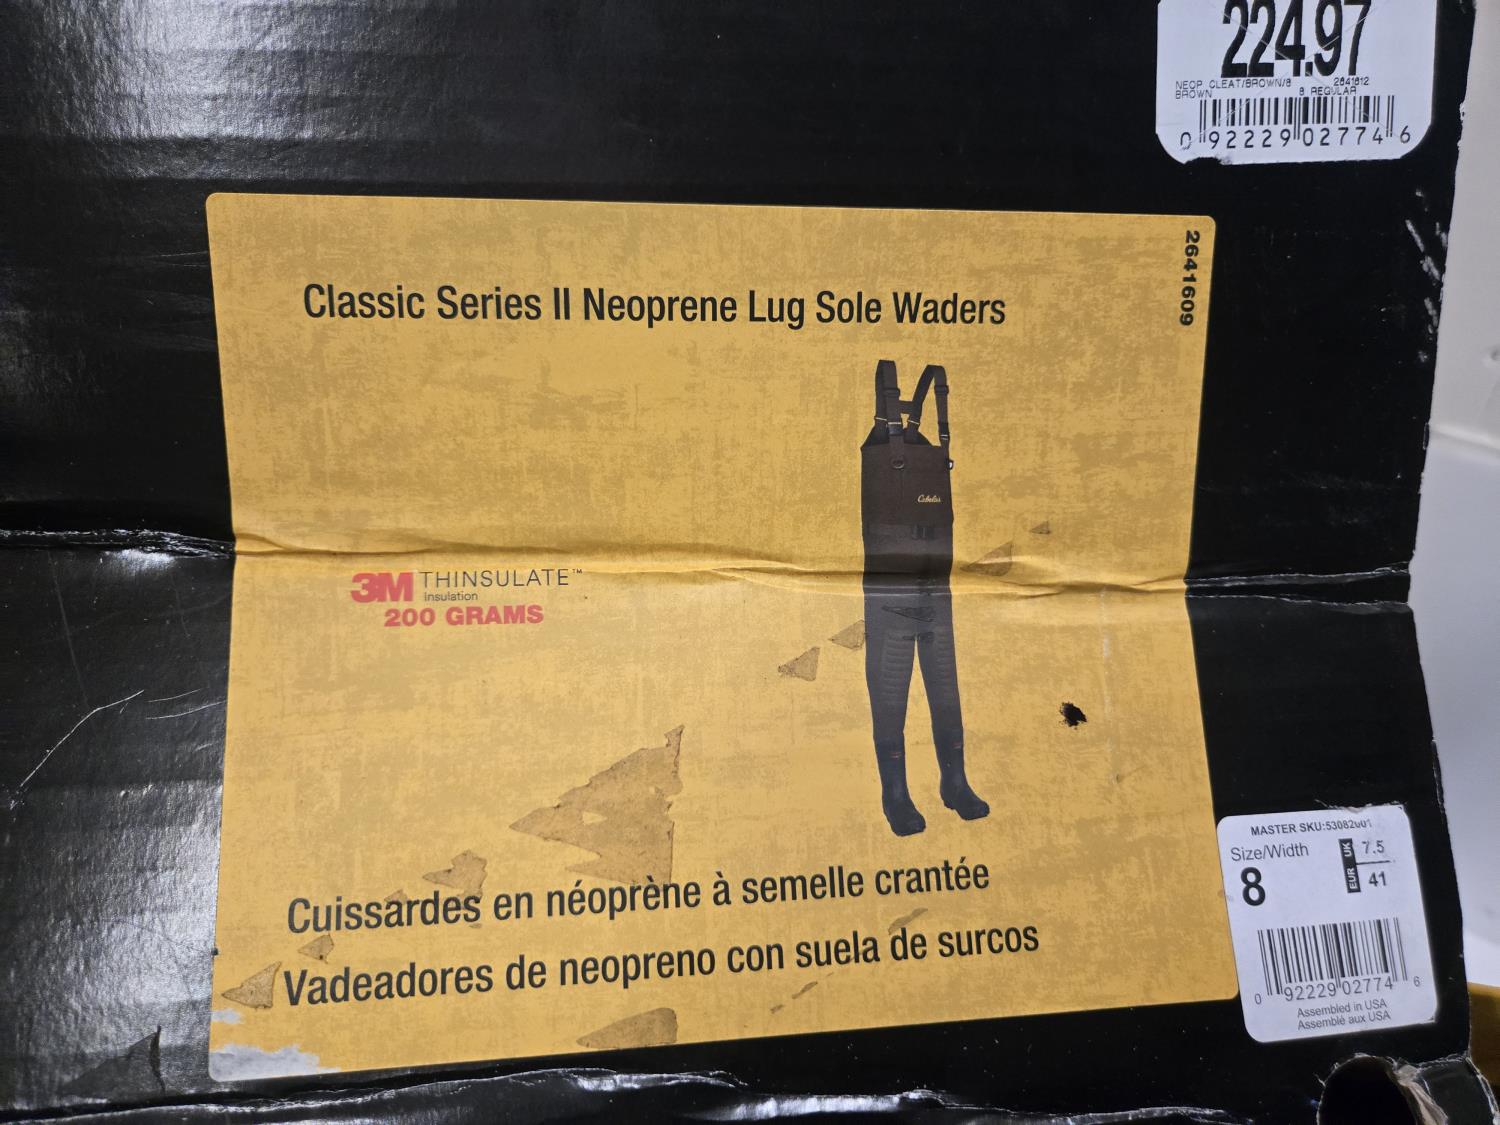 224.97
NEOP CLEAT/BROWN/8 2641612
BROWN 8 REGULAR
0 92229 02774 6
2641609
Classic Series II Neoprene Lug Sole Waders
Cabela's
3M THINSULATE™
Insulation
200 GRAMS
Cuissardes en néoprène à semelle crantée
Vadeadores de neopreno con suela de surcos
MASTER SKU:53082001
Size/Width
8
UK 7.5
EUR 41
0 92229 02774 6
Assembled in USA
Assemblé aux USA